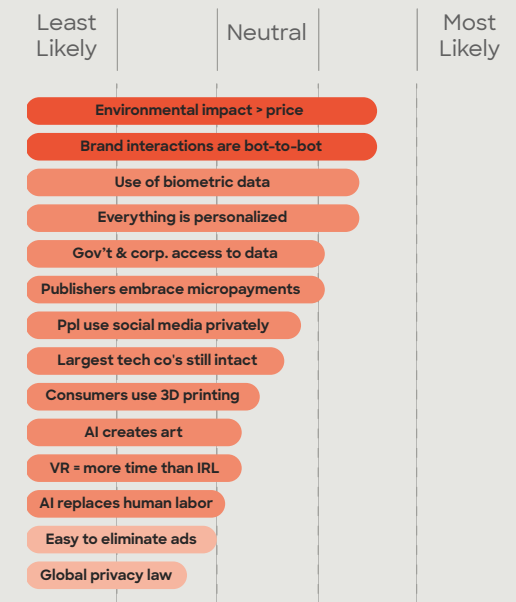 Least
Likely
Neutral
Most
Likely
Environmental impact > price
Brand interactions are bot-to-bot
Use of biometric data
Everything is personalized
Gov't & corp. access to data
Publishers embrace micropayments
Ppl use social media privately
Largest tech co's still intact
Consumers use 3D printing
AI creates art
VR = more time than IRL
AI replaces human labor
Easy to eliminate ads
Global privacy law